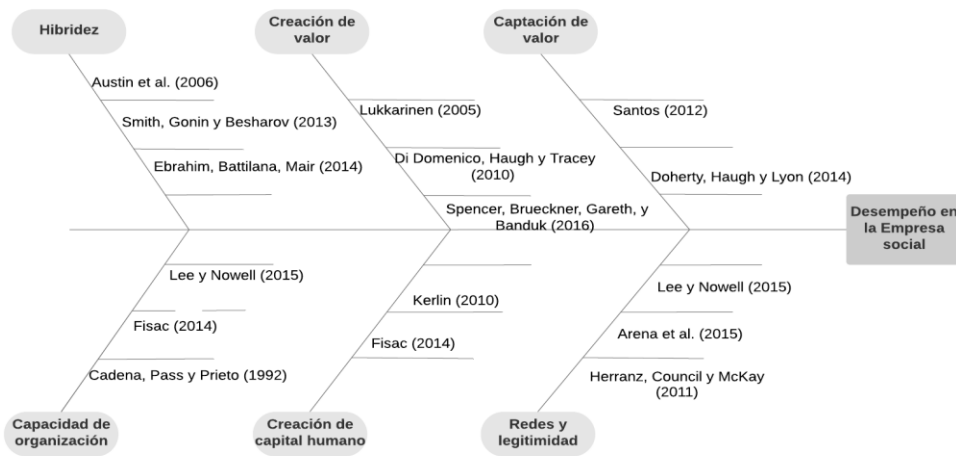 Hibridez
Creación de
valor
Captación de
valor
Austin et al. (2006)
Smith, Gonin y Besharov (2013)
Ebrahim, Battilana, Mair (2014)
Lukkarinen (2005)
Di Domenico, Haugh y Tracey
(2010)
Spencer, Brueckner, Gareth, y
Banduk (2016)
Santos (2012)
Doherty, Haugh y Lyon (2014)
Desempeño en
la Empresa
social
Lee y Nowell (2015)
Fisac (2014)
Cadena, Pass y Prieto (1992)
Kerlin (2010)
Fisac (2014)
Lee y Nowell (2015)
Arena et al. (2015)
Herranz, Council y McKay
(2011)
Capacidad de
organización
Creación de
capital humano
Redes y
legitimidad